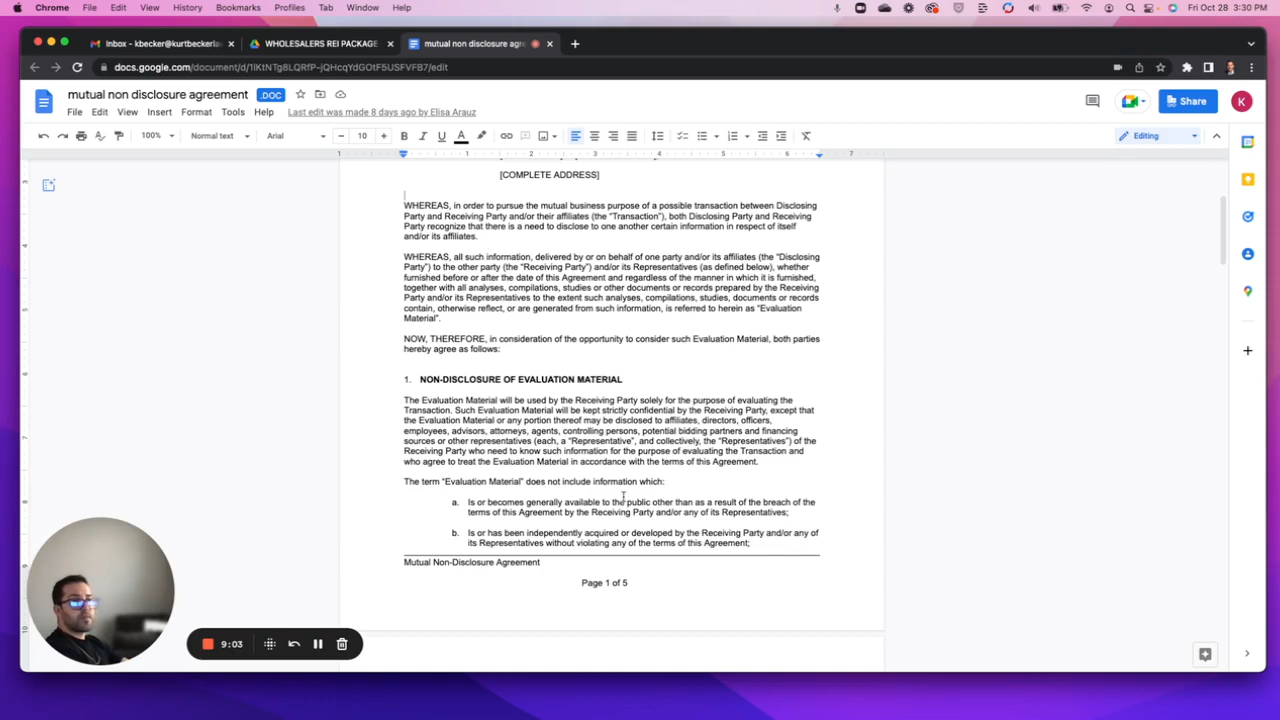 Chrome File Edit View History Bookmarks Profiles Tab Window Help Fri Oct 28 3:30 PM
Inbox - kbecker@kurtbeckerla WHOLESALERS REI PACKAGE mutual non disclosure agre
docs.google.com/document/d/1IKtNTg8LQRfP-jQHcqYdGOtF5USFVFB7/edit
mutual non disclosure agreement .DOC
File Edit View Insert Format Tools Help Last edit was made 8 days ago by Elisa Arauz
Share
K
100% Normal text Arial 10 Editing
1 1 2 3 4 5 6 7
[COMPLETE ADDRESS]
WHEREAS, in order to pursue the mutual business purpose of a possible transaction between Disclosing
Party and Receiving Party and/or their affiliates (the “Transaction”), both Disclosing Party and Receiving
Party recognize that there is a need to disclose to one another certain information in respect of itself
and/or its affiliates.
WHEREAS, all such information, delivered by or on behalf of one party and/or its affiliates (the “Disclosing
Party”) to the other party (the “Receiving Party”) and/or its Representatives (as defined below), whether
furnished before or after the date of this Agreement and regardless of the manner in which it is furnished,
together with all analyses, compilations, studies or other documents or records prepared by the Receiving
Party and/or its Representatives to the extent such analyses, compilations, studies, documents or records
contain, otherwise reflect, or are generated from such information, is referred to herein as “Evaluation
Material”.
NOW, THEREFORE, in consideration of the opportunity to consider such Evaluation Material, both parties
hereby agree as follows:
1. NON-DISCLOSURE OF EVALUATION MATERIAL
The Evaluation Material will be used by the Receiving Party solely for the purpose of evaluating the
Transaction. Such Evaluation Material will be kept strictly confidential by the Receiving Party, except that
the Evaluation Material or any portion thereof may be disclosed to affiliates, directors, officers,
employees, advisors, attorneys, agents, controlling persons, potential bidding partners and financing
sources or other representatives (each, a “Representative”, and collectively, the “Representatives”) of the
Receiving Party who need to know such information for the purpose of evaluating the Transaction and
who agree to treat the Evaluation Material in accordance with the terms of this Agreement.
The term “Evaluation Material” does not include information which:
a. Is or becomes generally available to the public other than as a result of the breach of the
terms of this Agreement by the Receiving Party and/or any of its Representatives;
b. Is or has been independently acquired or developed by the Receiving Party and/or any of
its Representatives without violating any of the terms of this Agreement;
Mutual Non-Disclosure Agreement
Page 1 of 5
9:03